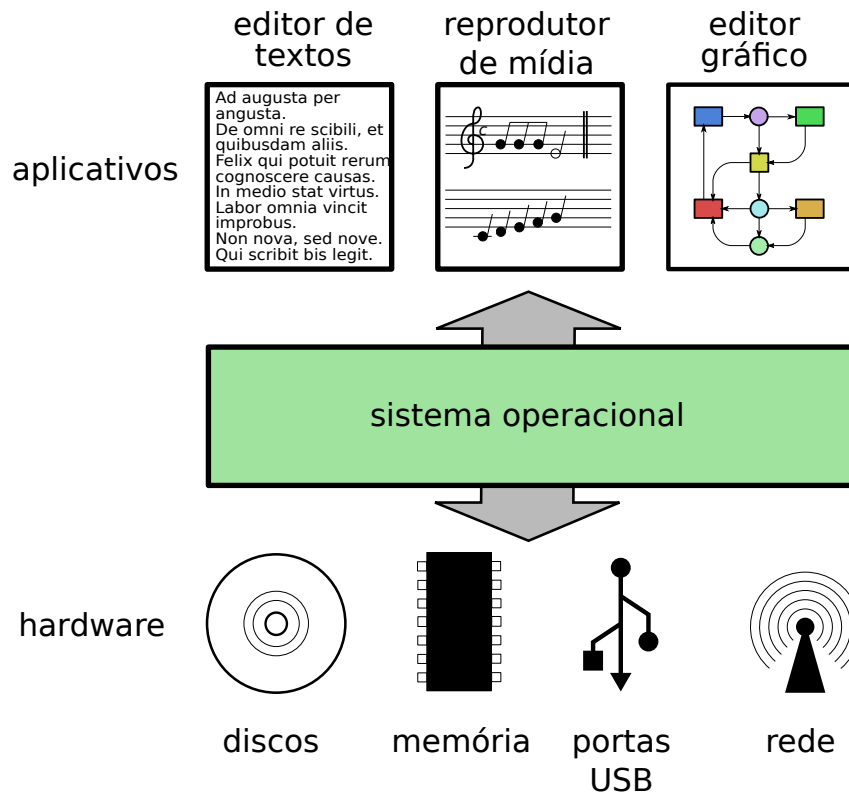 editor de
textos
reprodutor
de mídia
editor
gráfico
aplicativos
Ad augusta per
angusta.
De omni re scibili, et
quibusdam aliis.
Felix qui potuit rerum
cognoscere causas.
In medio stat virtus.
Labor omnia vincit
improbus.
Non nova, sed nove.
Qui scribit bis legit.
c
sistema operacional
hardware
discos
memória
portas
USB
rede